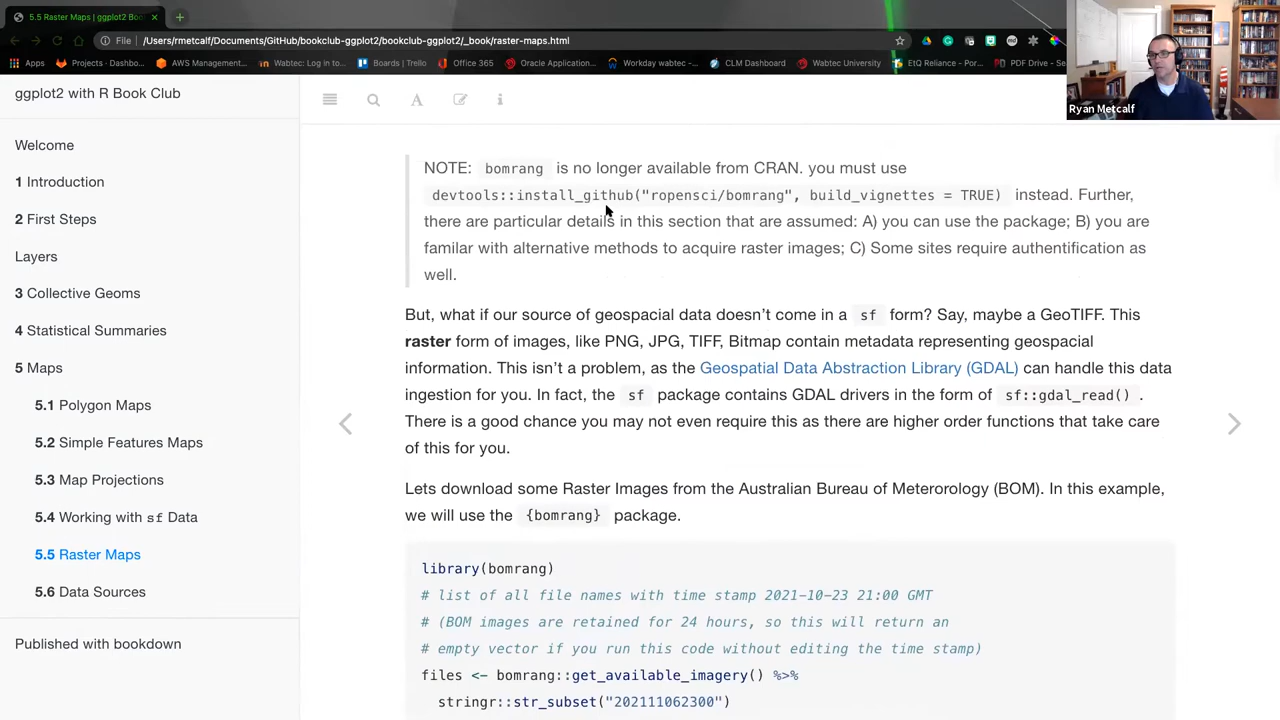 5.5 Raster Maps | ggplot2 Boo
File
/Users/rmetcalf/Documents/GitHub/bookclub-ggplot2/bookclub-ggplot2/_book/raster-maps.html
Apps
Projects - Dashbo...
AWS Management...
Wabtec: Log in to...
Boards | Trello
Office 365
Oracle Application...
Workday wabtec -...
CLM Dashboard
Wabtec University
EtQ Reliance - Por...
PDF Drive - Se
Ryan Metcalf
ggplot2 with R Book Club
Welcome
1 Introduction
2 First Steps
Layers
3 Collective Geoms
4 Statistical Summaries
5 Maps
5.1 Polygon Maps
5.2 Simple Features Maps
5.3 Map Projections
5.4 Working with sf Data
5.5 Raster Maps
5.6 Data Sources
Published with bookdown
NOTE: bomrang is no longer available from CRAN. you must use
devtools::install_github("ropensci/bomrang", build_vignettes = TRUE) instead. Further,
there are particular details in this section that are assumed: A) you can use the package; B) you are
familar with alternative methods to acquire raster images; C) Some sites require authentification as
well.
But, what if our source of geospacial data doesn't come in a sf form? Say, maybe a GeoTIFF. This
raster form of images, like PNG, JPG, TIFF, Bitmap contain metadata representing geospacial
information. This isn't a problem, as the Geospatial Data Abstraction Library (GDAL) can handle this data
ingestion for you. In fact, the sf package contains GDAL drivers in the form of sf::gdal_read() .
There is a good chance you may not even require this as there are higher order functions that take care
of this for you.
Lets download some Raster Images from the Australian Bureau of Meterorology (BOM). In this example,
we will use the {bomrang} package.
library(bomrang)
# list of all file names with time stamp 2021-10-23 21:00 GMT
# (BOM images are retained for 24 hours, so this will return an
# empty vector if you run this code without editing the time stamp)
files <- bomrang::get_available_imagery() %>%
stringr::str_subset("202111062300")